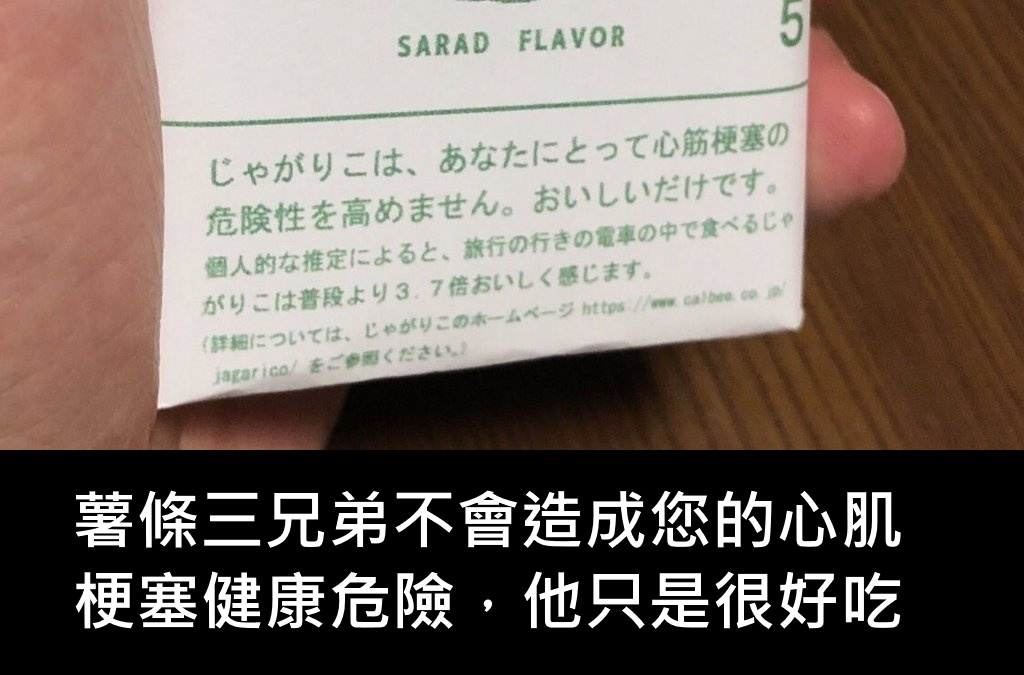 SARAD FLAVOR
5
じゃがりこは、あなたにとって心筋梗塞の
危険性を高めません。おいしいだけです。
個人的な推定によると、旅行の行きの電車の中で食べるじゃ
がりこは普段より3.7倍おいしく感じます。
(詳細については、じゃがりこのホームページ https://www.calbee.co.jp/
jagarico/ をご参照ください。)
薯條三兄弟不會造成您的心肌
梗塞健康危險，他只是很好吃